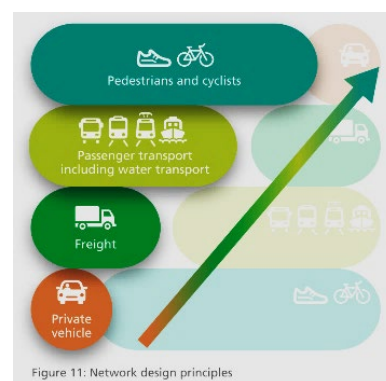 Pedestrians and cyclists
Passenger transport
including water transport
Freight
Private
vehicle
Figure 11: Network design principles